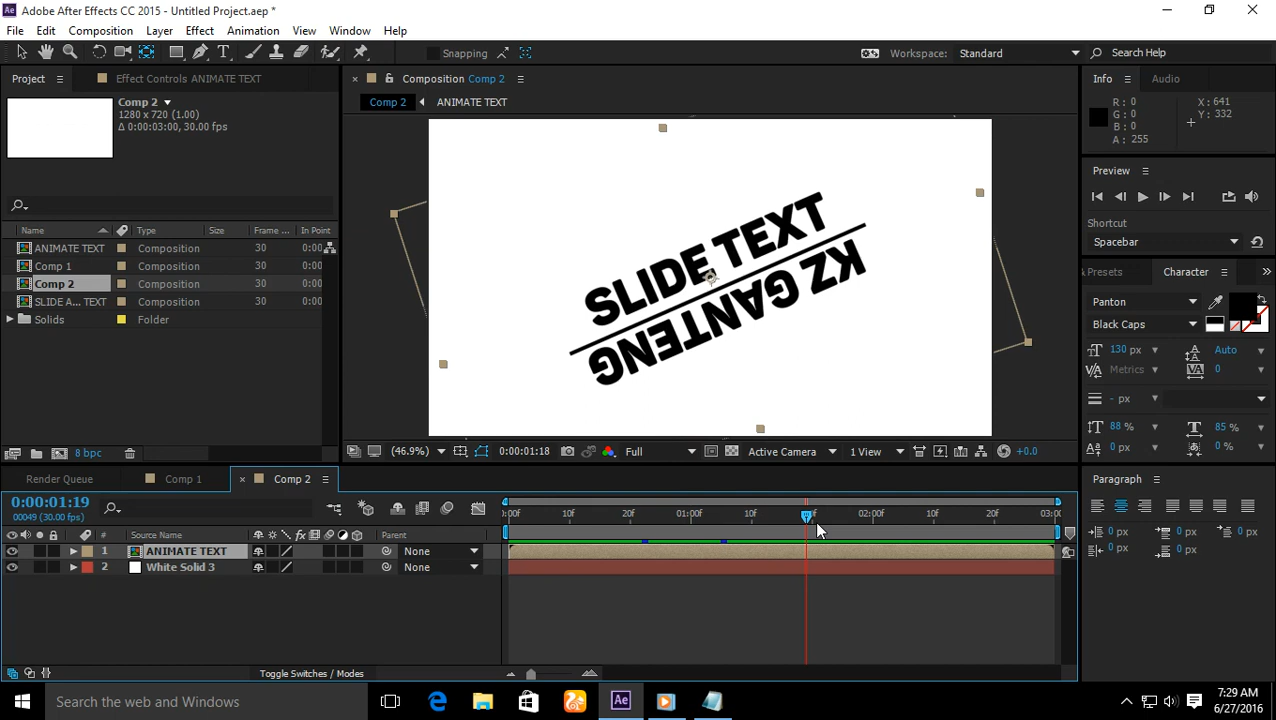 Adobe After Effects CC 2015 - Untitled Project.aep *
File Edit Composition Layer Effect Animation View Window Help
Snapping Workspace: Standard Search Help
Project Effect Controls ANIMATE TEXT
Composition Comp 2
Info Audio
Comp 2
1280 x 720 (1.00)
Δ 0:00:03:00, 30.00 fps
Comp 2 ANIMATE TEXT
R: 0
G: 0
B: 0
A: 255
X: 641
Y: 332
SLIDE TEXT
KZ GANTENG
Preview
Shortcut
Spacebar
Name Type Size Frame ... In Point
ANIMATE TEXT Composition 30 0:00
Comp 1 Composition 30 0:00
Comp 2 Composition 30 0:00
SLIDE A... TEXT Composition 30 0:00
Solids Folder
Presets Character
Panton
Black Caps
130 px Auto
Metrics 0
- px
88 % 85 %
0 px 0 %
8 bpc
(46.9%) 0:00:01:18 Full Active Camera 1 View +0.0
Render Queue Comp 1 Comp 2
Paragraph
0:00:01:19
00049 (30.00 fps)
:00f 10f 20f 01:00f 10f f 02:00f 10f 20f 03:0
# Source Name Parent
1 ANIMATE TEXT None
2 White Solid 3 None
0 px 0 px 0 px
0 px 0 px
Toggle Switches / Modes
Search the web and Windows
7:29 AM
6/27/2016